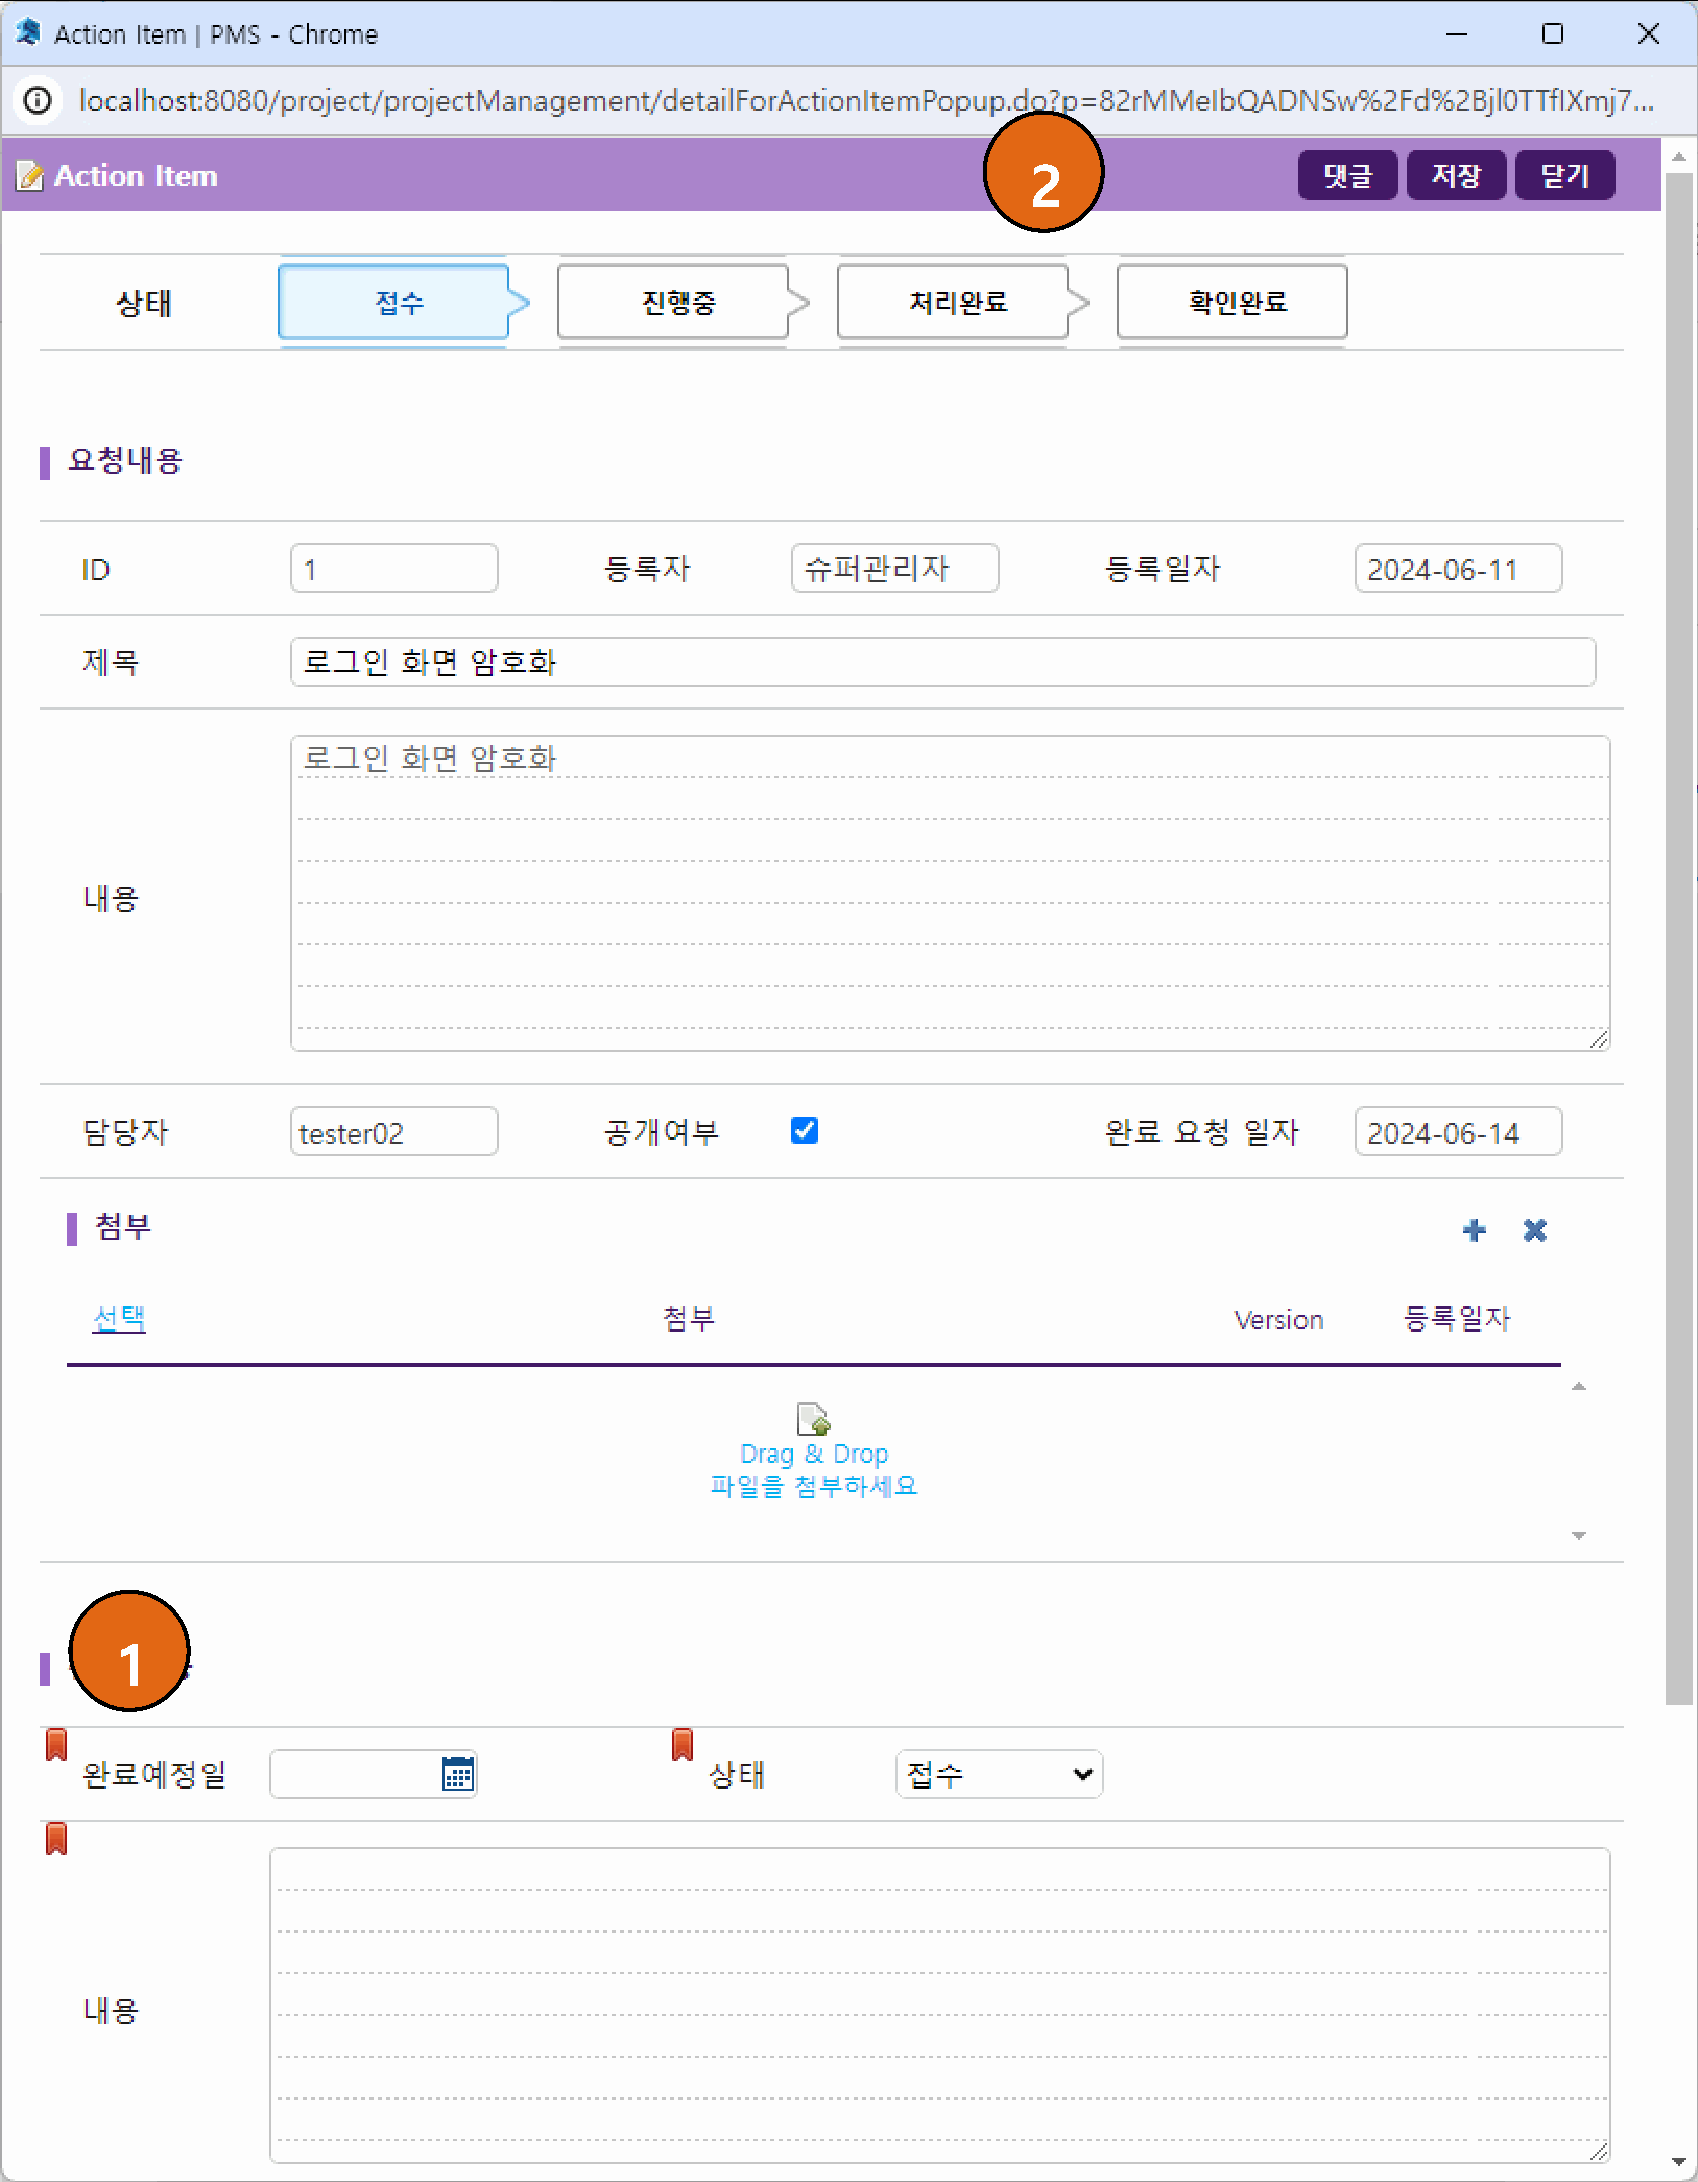 Action Item | PMS - Chrome
localhost:8080/project/projectManagement/detailForActionItemPopup.do?p=82rMMeIbQADNSw%2Fd%2Bjl0TTfIXmj7...
Action Item
2
댓글 저장 닫기
상태 접수 진행중 처리완료 확인완료
요청내용
ID 1 등록자 슈퍼관리자 등록일자 2024-06-11
제목 로그인 화면 암호화
로그인 화면 암호화
내용
담당자 tester02 공개여부 완료 요청 일자 2024-06-14
첨부
선택 첨부 Version 등록일자
Drag & Drop
파일을 첨부하세요
1
완료예정일 상태 접수
내용